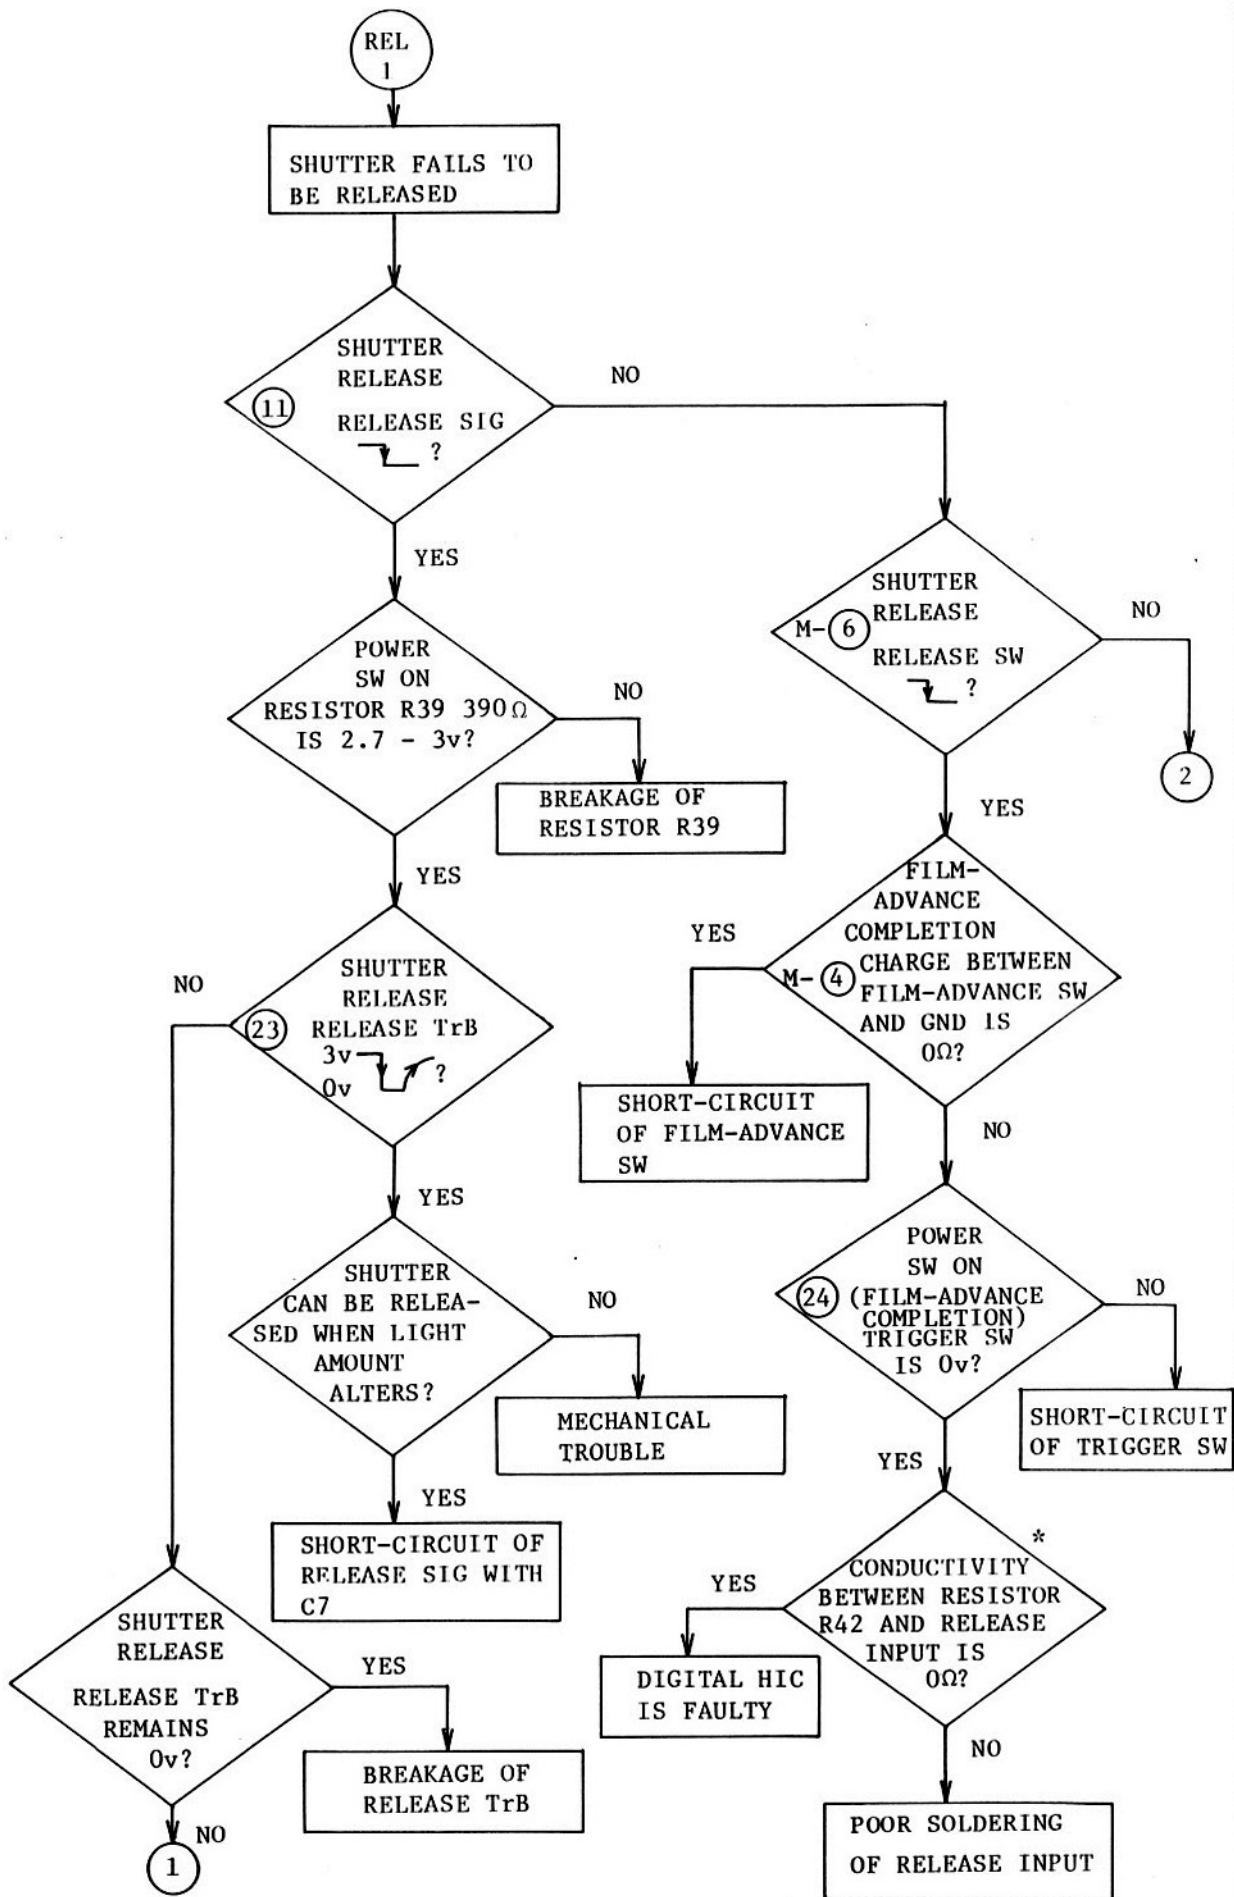 REL
1
SHUTTER FAILS TO
BE RELEASED
SHUTTER
RELEASE
11
RELEASE SIG
?
NO
YES
POWER
SW ON
RESISTOR R39 390Ω
IS 2.7 - 3v?
NO
BREAKAGE OF
RESISTOR R39
YES
SHUTTER
RELEASE
23
RELEASE TrB
3v
0v
?
NO
YES
SHUTTER
CAN BE RELEA-
SED WHEN LIGHT
AMOUNT
ALTERS?
NO
MECHANICAL
TROUBLE
YES
SHORT-CIRCUIT OF
RELEASE SIG WITH
C7
SHUTTER
RELEASE
RELEASE TrB
REMAINS
0v?
YES
BREAKAGE OF
RELEASE TrB
NO
1
SHUTTER
RELEASE
M-6
RELEASE SW
?
NO
2
YES
FILM-
ADVANCE
COMPLETION
CHARGE BETWEEN
M-4
FILM-ADVANCE SW
AND GND IS
0Ω?
YES
SHORT-CIRCUIT
OF FILM-ADVANCE
SW
NO
POWER
SW ON
24
(FILM-ADVANCE
COMPLETION)
TRIGGER SW
IS 0v?
NO
SHORT-CIRCUIT
OF TRIGGER SW
YES
*
CONDUCTIVITY
BETWEEN RESISTOR
R42 AND RELEASE
INPUT IS
0Ω?
YES
DIGITAL HIC
IS FAULTY
NO
POOR SOLDERING
OF RELEASE INPUT